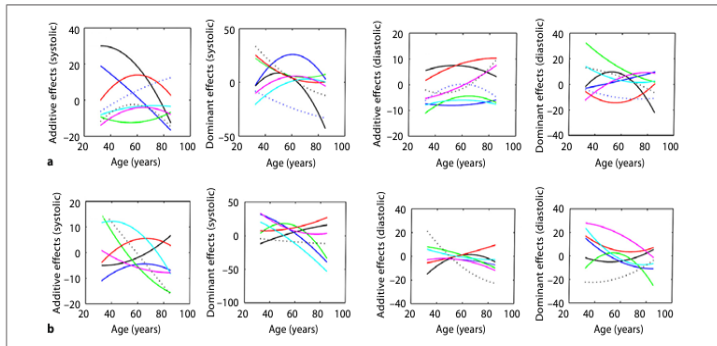 Additive effects (systolic)
40
20
0
−20
20 40 60 80 100
Age (years)
Dominant effects (systolic)
50
0
−50
20 40 60 80 100
Age (years)
Additive effects (diastolic)
20
10
0
−10
−20
20 40 60 80 100
Age (years)
Dominant effects (diastolic)
40
20
0
−20
−40
20 40 60 80 100
Age (years)
a
Additive effects (systolic)
20
10
0
−10
−20
20 40 60 80 100
Age (years)
Dominant effects (systolic)
50
0
−50
−100
20 40 60 80 100
Age (years)
Additive effects (diastolic)
40
20
0
−20
−40
20 40 60 80 100
Age (years)
Dominant effects (diastolic)
40
20
0
−20
−40
20 40 60 80 100
Age (years)
b